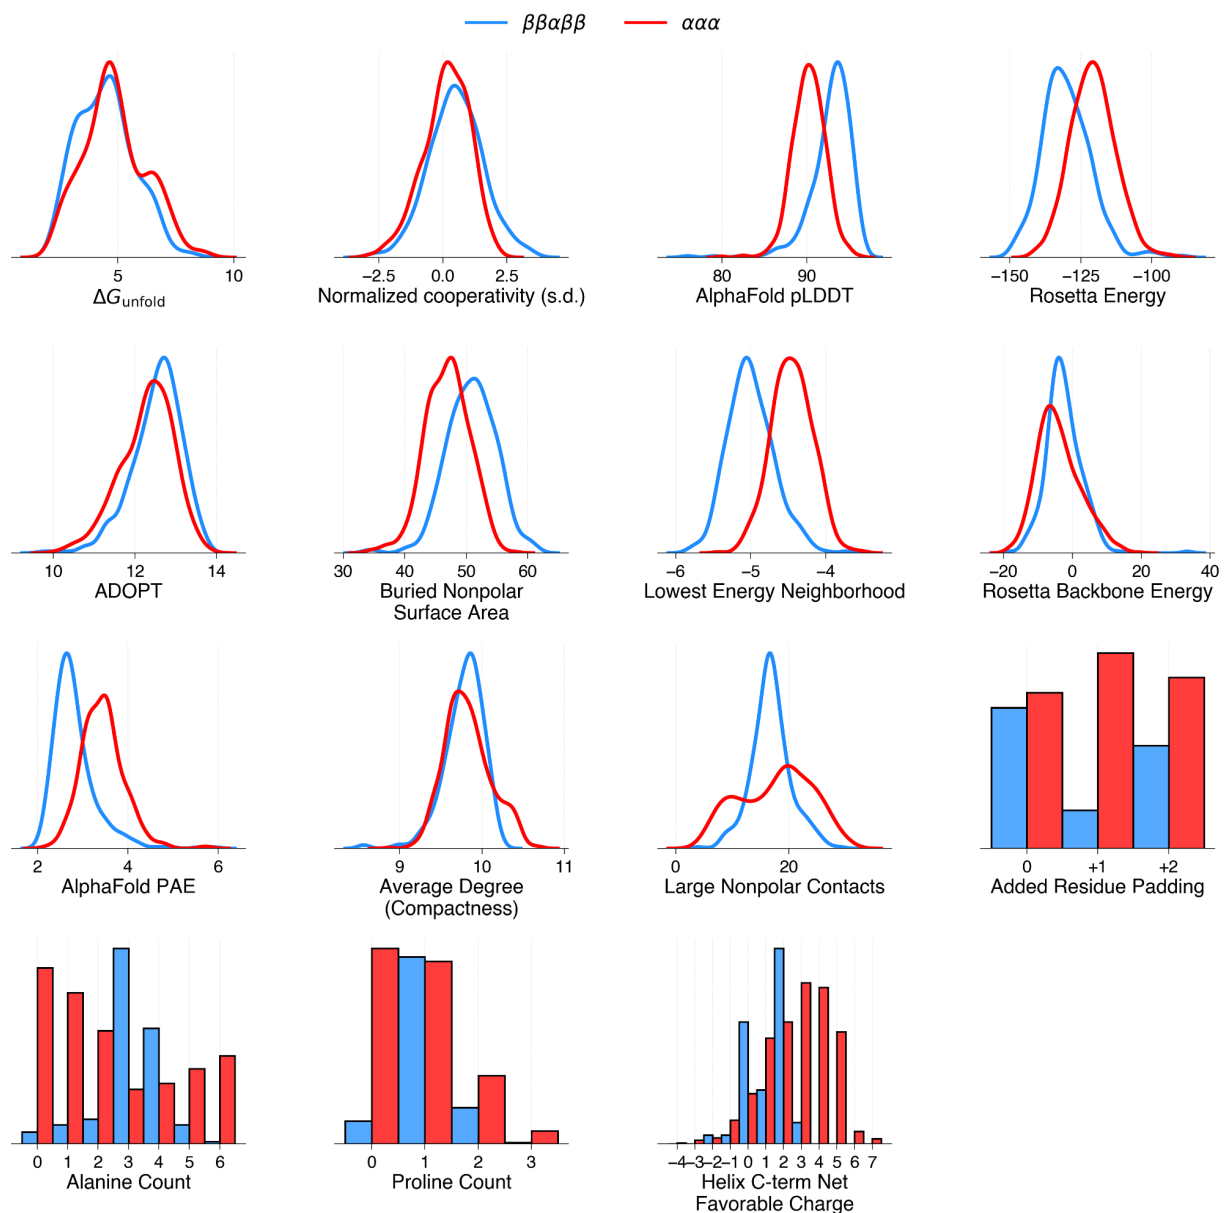 ββαββ ααα
5 10
ΔGunfold
−2.5 0.0 2.5
Normalized cooperativity (s.d.)
80 90
AlphaFold pLDDT
−150 −125 −100
Rosetta Energy
10 12 14
ADOPT
30 40 50 60
Buried Nonpolar
Surface Area
−6 −5 −4
Lowest Energy Neighborhood
−20 0 20 40
Rosetta Backbone Energy
2 4 6
AlphaFold PAE
9 10 11
Average Degree
(Compactness)
0 20
Large Nonpolar Contacts
0 +1 +2
Added Residue Padding
0 1 2 3 4 5 6
Alanine Count
0 1 2 3
Proline Count
−4 −3 −2 −1 0 1 2 3 4 5 6 7
Helix C-term Net
Favorable Charge